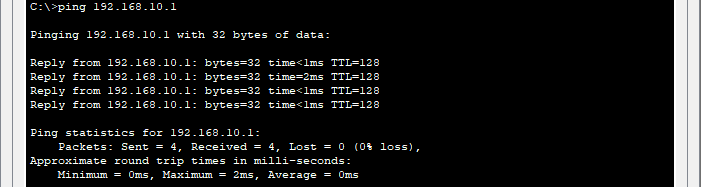 C:\>ping 192.168.10.1
Pinging 192.168.10.1 with 32 bytes of data:
Reply from 192.168.10.1: bytes=32 time<1ms TTL=128
Reply from 192.168.10.1: bytes=32 time=2ms TTL=128
Reply from 192.168.10.1: bytes=32 time<1ms TTL=128
Reply from 192.168.10.1: bytes=32 time<1ms TTL=128
Ping statistics for 192.168.10.1:
Packets: Sent = 4, Received = 4, Lost = 0 (0% loss),
Approximate round trip times in milli-seconds:
Minimum = 0ms, Maximum = 2ms, Average = 0ms